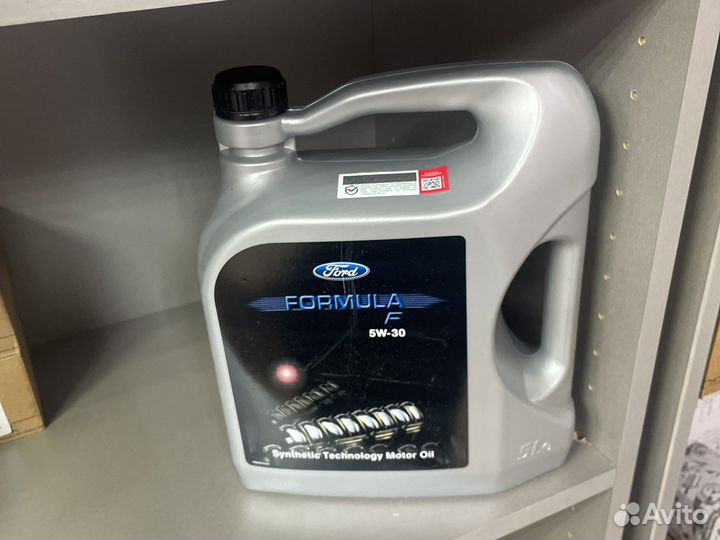 Ford
FORMULA
F
5W-30
Synthetic Technology Motor Oil
5L℮
Avito